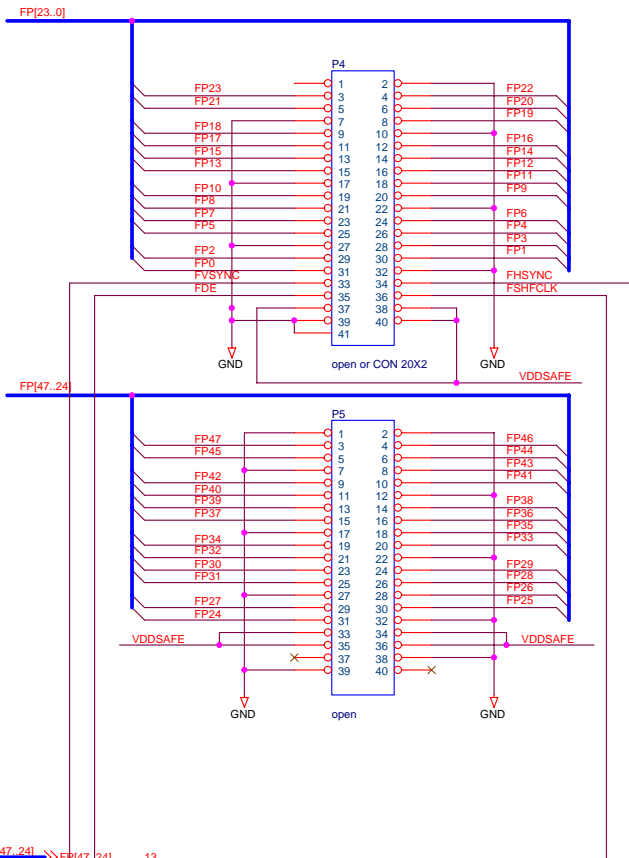 FP[23..0]
P4
1 2
FP23 3 4 FP22
FP21 5 6 FP20
7 8 FP19
FP18 9 10
FP17 11 12 FP16
FP15 13 14 FP14
FP13 15 16 FP12
17 18 FP11
FP10 19 20 FP9
FP8 21 22
FP7 23 24 FP6
FP5 25 26 FP4
27 28 FP3
FP2 29 30 FP1
FP0 31 32
FVSYNC 33 34 FHSYNC
FDE 35 36 FSHFCLK
37 38
39 40
41
GND open or CON 20X2 GND
VDDSAFE
FP[47..24]
P5
1 2
FP47 3 4 FP46
FP45 5 6 FP44
7 8 FP43
FP42 9 10 FP41
FP40 11 12
FP39 13 14 FP38
FP37 15 16 FP36
17 18 FP35
FP34 19 20 FP33
FP32 21 22
FP30 23 24 FP29
FP31 25 26 FP28
27 28 FP26
FP27 29 30 FP25
FP24 31 32
33 34
VDDSAFE 35 36 VDDSAFE
37 38
39 40
GND open GND
47..24] FP[47..24] 13